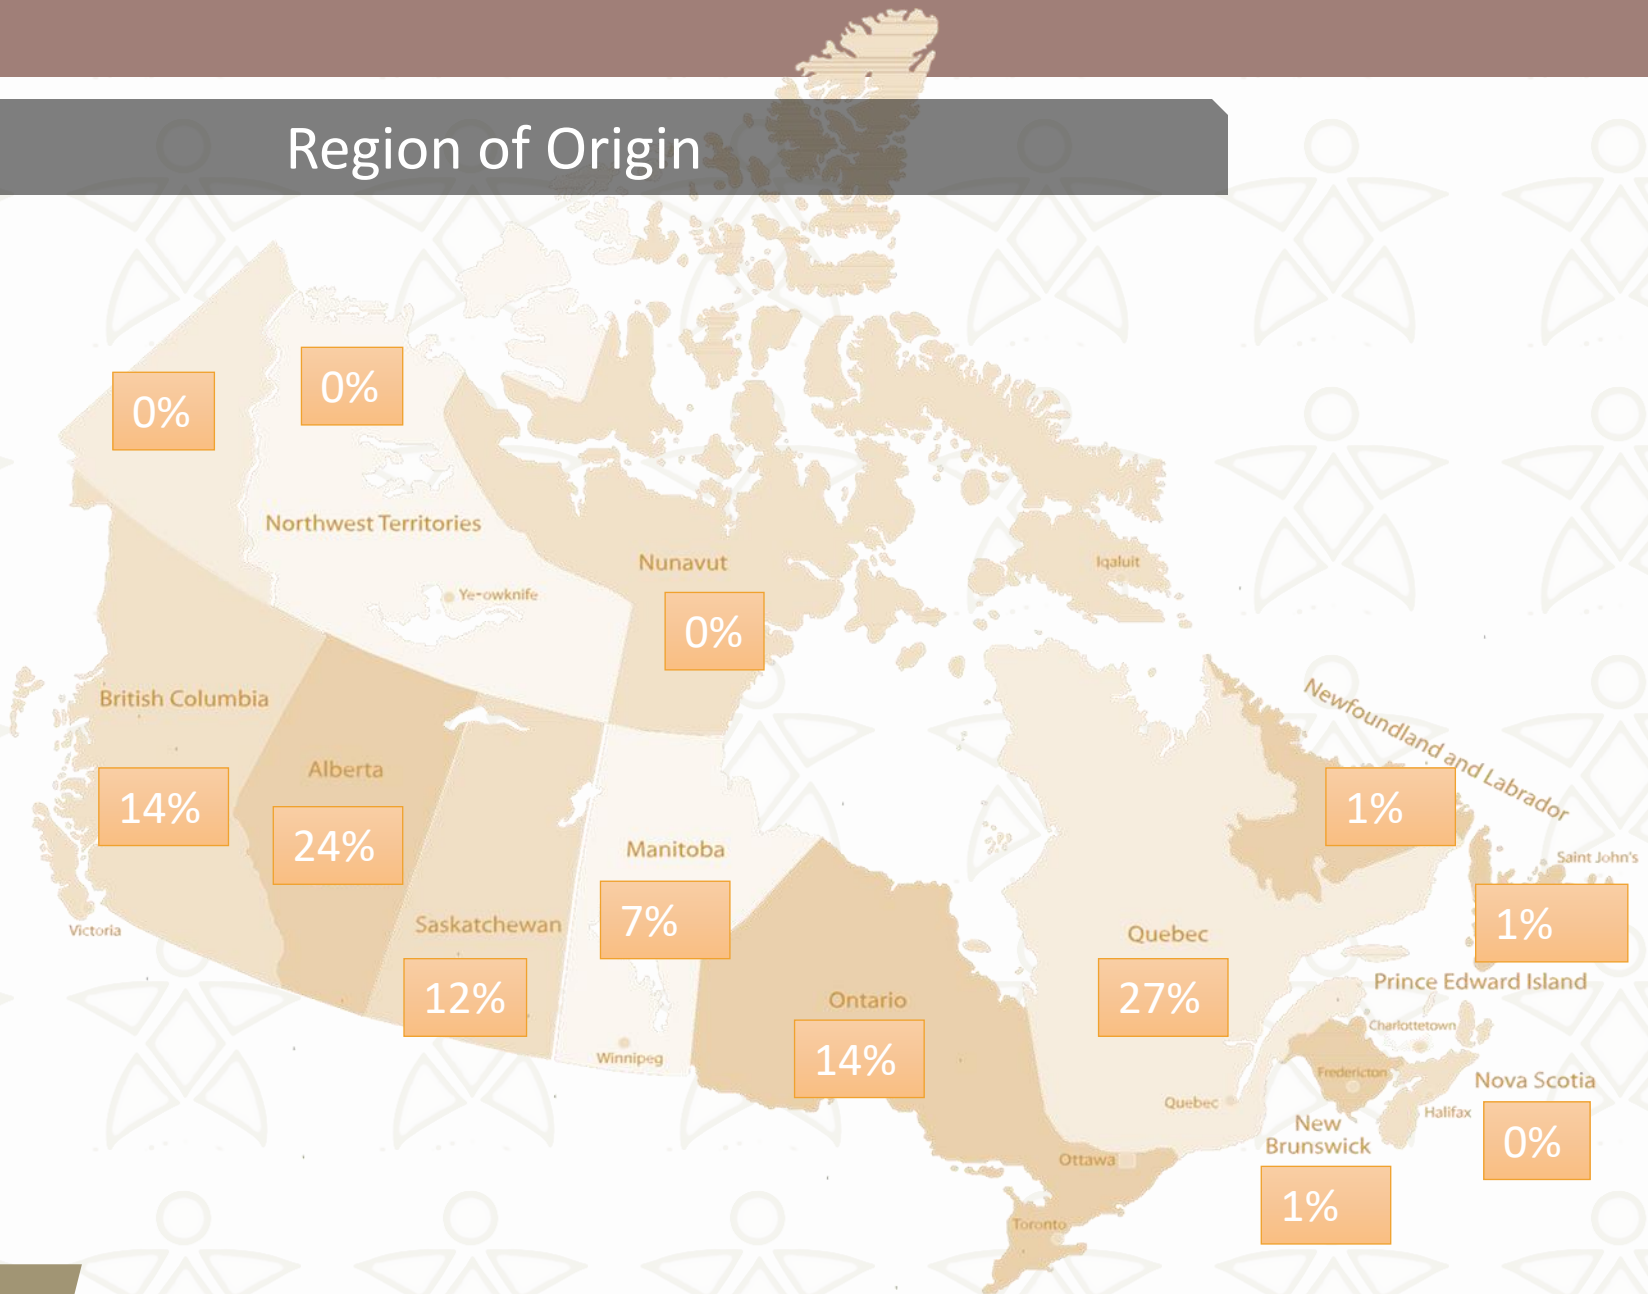 Region of Origin
0%
0%
Northwest Territories
Nunavut
Iqaluit
Ye-owknife
0%
British Columbia
Newfoundland and Labrador
Alberta
14%
24%
1%
Manitoba
Saint John's
7%
1%
Saskatchewan
Victoria
Quebec
12%
27%
Prince Edward Island
Ontario
14%
Charlottetown
Winnipeg
Fredericton
Nova Scotia
Quebec
Halifax
0%
New
Brunswick
Ottawa
1%
Toronto